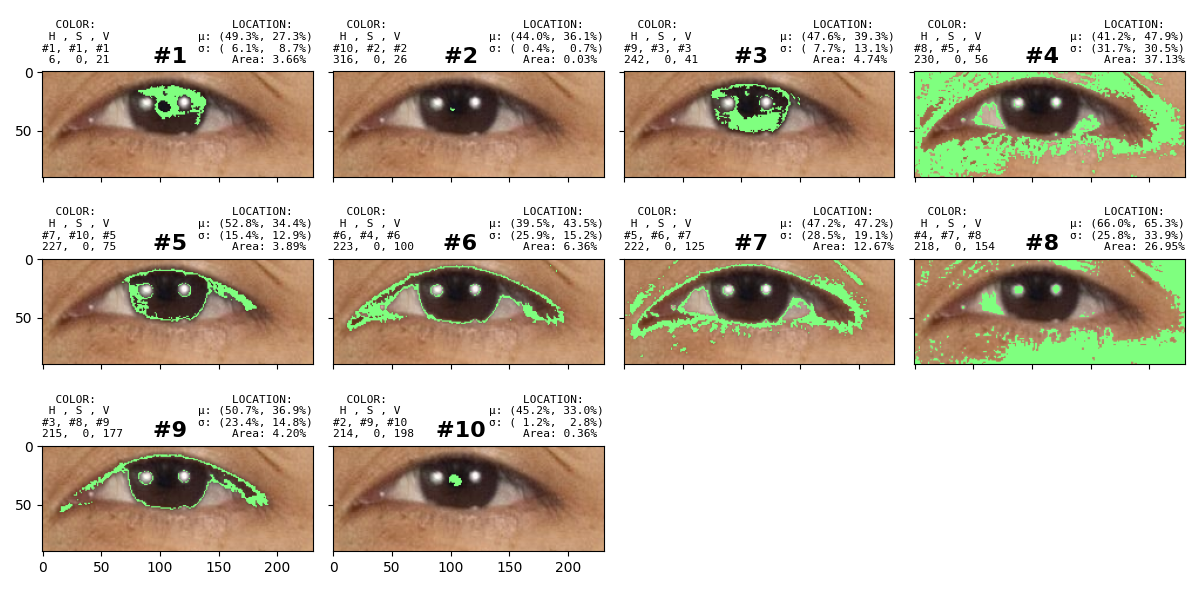 COLOR: LOCATION: COLOR: LOCATION: COLOR: LOCATION: COLOR: LOCATION:
H , S , V μ: (49.3%, 27.3%) H , S , V μ: (44.0%, 36.1%) H , S , V μ: (47.6%, 39.3%) H , S , V μ: (41.2%, 47.9%)
#1, #1, #1 #1 σ: ( 6.1%, 8.7%) #10, #2, #2 #2 σ: ( 0.4%, 0.7%) #9, #3, #3 #3 σ: ( 7.7%, 13.1%) #8, #5, #4 #4 σ: (31.7%, 30.5%)
6, 0, 21 Area: 3.66% 316, 0, 26 Area: 0.03% 242, 0, 41 Area: 4.74% 230, 0, 56 Area: 37.13%
0
50
COLOR: LOCATION: COLOR: LOCATION: COLOR: LOCATION: COLOR: LOCATION:
H , S , V μ: (52.8%, 34.4%) H , S , V μ: (39.5%, 43.5%) H , S , V μ: (47.2%, 47.2%) H , S , V μ: (66.0%, 65.3%)
#7, #10, #5 #5 σ: (15.4%, 12.9%) #6, #4, #6 #6 σ: (25.9%, 15.2%) #5, #6, #7 #7 σ: (28.5%, 19.1%) #4, #7, #8 #8 σ: (25.8%, 33.9%)
227, 0, 75 Area: 3.89% 223, 0, 100 Area: 6.36% 222, 0, 125 Area: 12.67% 218, 0, 154 Area: 26.95%
0
50
COLOR: LOCATION: COLOR: LOCATION:
H , S , V μ: (50.7%, 36.9%) H , S , V μ: (45.2%, 33.0%)
#3, #8, #9 #9 σ: (23.4%, 14.8%) #2, #9, #10 #10 σ: ( 1.2%, 2.8%)
215, 0, 177 Area: 4.20% 214, 0, 198 Area: 0.36%
0
50
0 50 100 150 200 0 50 100 150 200